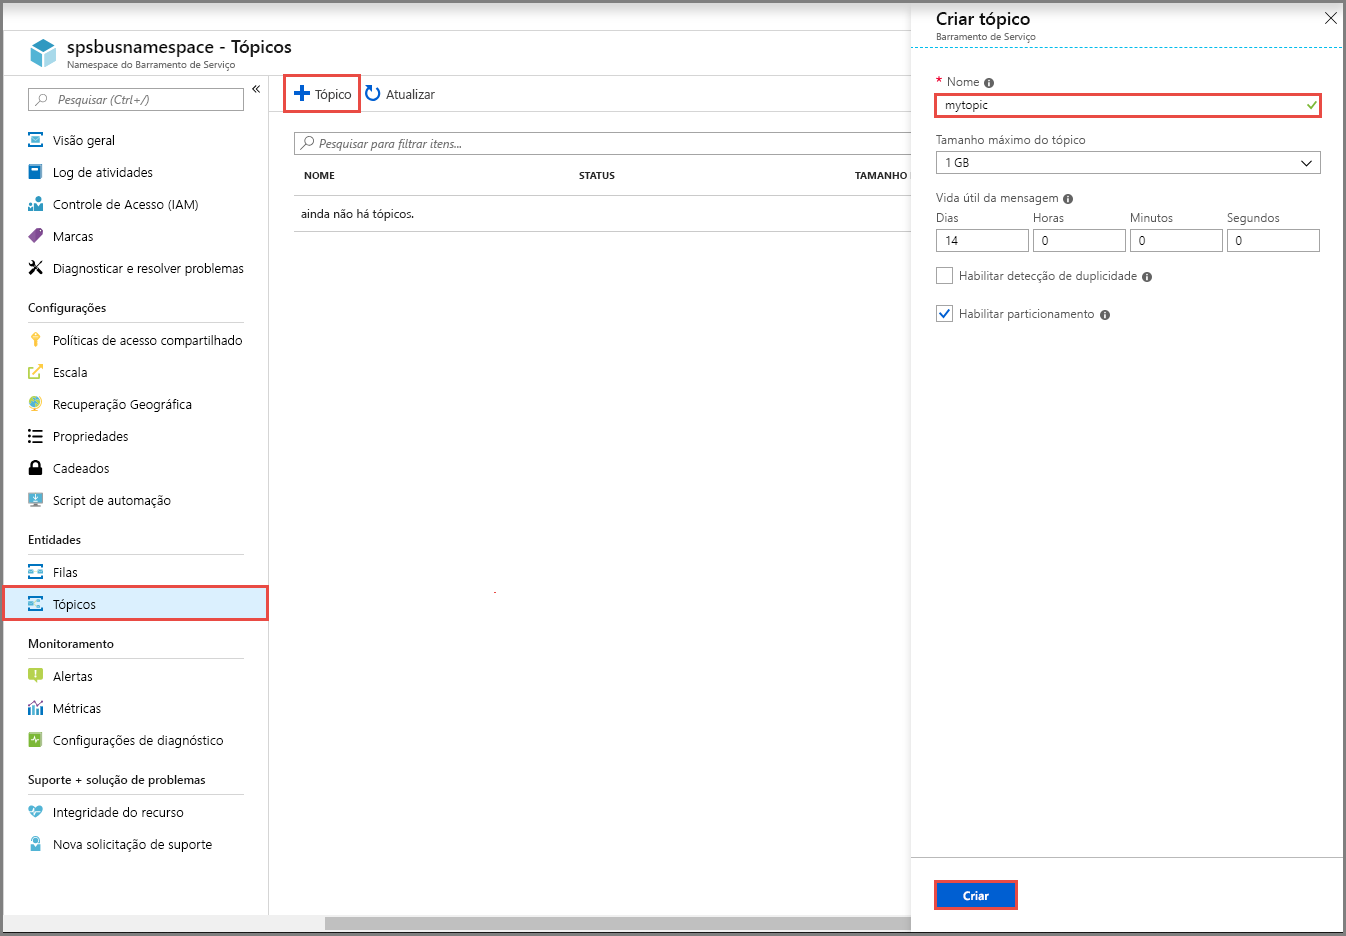 spsbusnamespace - Tópicos
Namespace do Barramento de Serviço
Pesquisar (Ctrl+/)
«
Visão geral
Log de atividades
Controle de Acesso (IAM)
Marcas
Diagnosticar e resolver problemas
Configurações
Políticas de acesso compartilhado
Escala
Recuperação Geográfica
Propriedades
Cadeados
Script de automação
Entidades
Filas
Tópicos
Monitoramento
Alertas
Métricas
Configurações de diagnóstico
Suporte + solução de problemas
Integridade do recurso
Nova solicitação de suporte
Tópico Atualizar
Pesquisar para filtrar itens...
NOME STATUS TAMANHO
ainda não há tópicos.
Criar tópico
Barramento de Serviço
* Nome
mytopic
Tamanho máximo do tópico
1 GB
Vida útil da mensagem
Dias Horas Minutos Segundos
14 0 0 0
Habilitar detecção de duplicidade
Habilitar particionamento
Criar